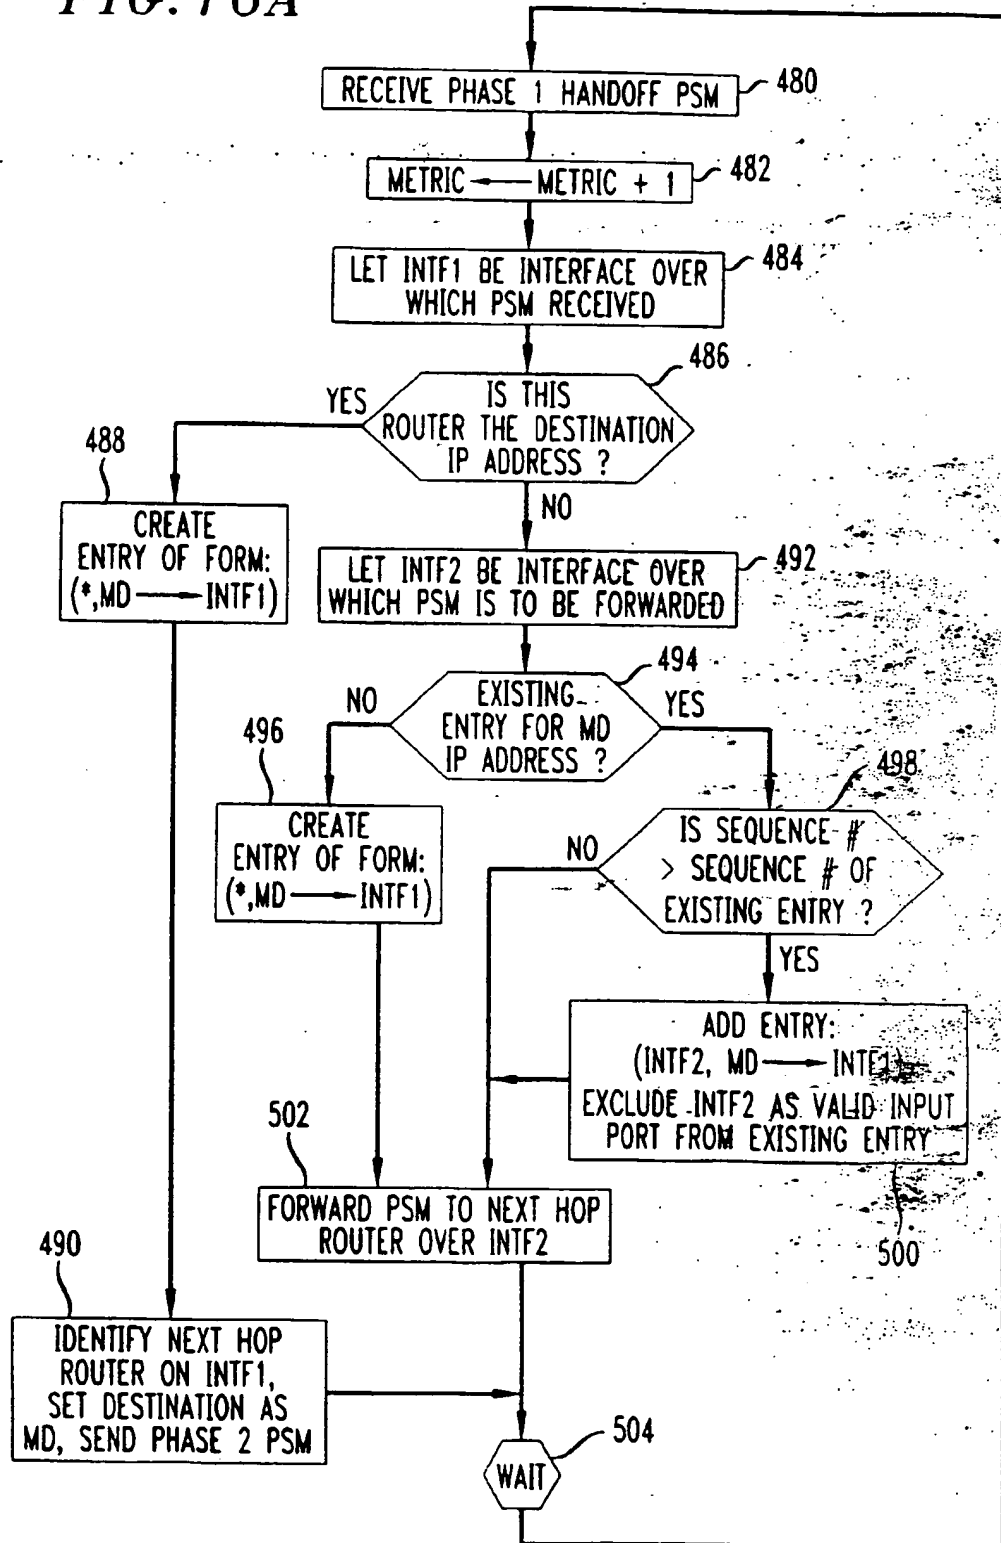 FIG. 16A
RECEIVE PHASE 1 HANDOFF PSM
480
METRIC ← METRIC + 1
482
LET INTF1 BE INTERFACE OVER
WHICH PSM RECEIVED
484
486
IS THIS
ROUTER THE DESTINATION
IP ADDRESS ?
YES
NO
488
CREATE
ENTRY OF FORM:
(*,MD → INTF1)
LET INTF2 BE INTERFACE OVER
WHICH PSM IS TO BE FORWARDED
492
494
EXISTING
ENTRY FOR MD
IP ADDRESS ?
NO
YES
496
CREATE
ENTRY OF FORM:
(*,MD → INTF1)
498
IS SEQUENCE #
> SEQUENCE # OF
EXISTING ENTRY ?
NO
YES
ADD ENTRY:
(INTF2, MD → INTF1)
EXCLUDE INTF2 AS VALID INPUT
PORT FROM EXISTING ENTRY
500
502
FORWARD PSM TO NEXT HOP
ROUTER OVER INTF2
490
IDENTIFY NEXT HOP
ROUTER ON INTF1,
SET DESTINATION AS
MD, SEND PHASE 2 PSM
504
WAIT